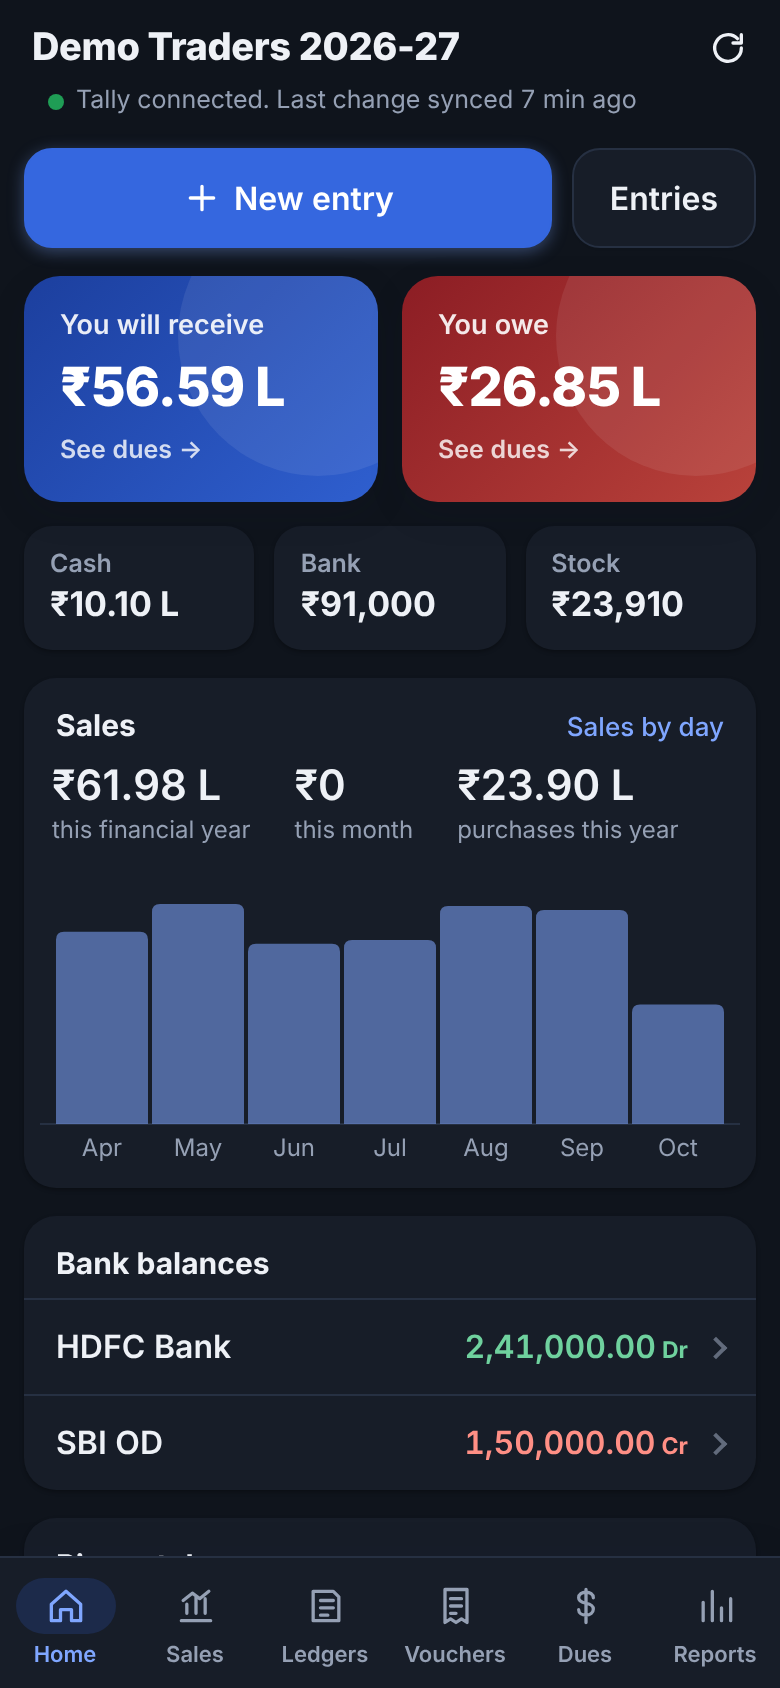 Demo Traders 2026-27
Tally connected. Last change synced 7 min ago
+ New entry
Entries
You will receive
₹56.59 L
See dues →
You owe
₹26.85 L
See dues →
Cash
₹10.10 L
Bank
₹91,000
Stock
₹23,910
Sales
Sales by day
₹61.98 L
this financial year
₹0
this month
₹23.90 L
purchases this year
Apr May Jun Jul Aug Sep Oct
Bank balances
HDFC Bank 2,41,000.00 Dr
SBI OD 1,50,000.00 Cr
Home Sales Ledgers Vouchers Dues Reports